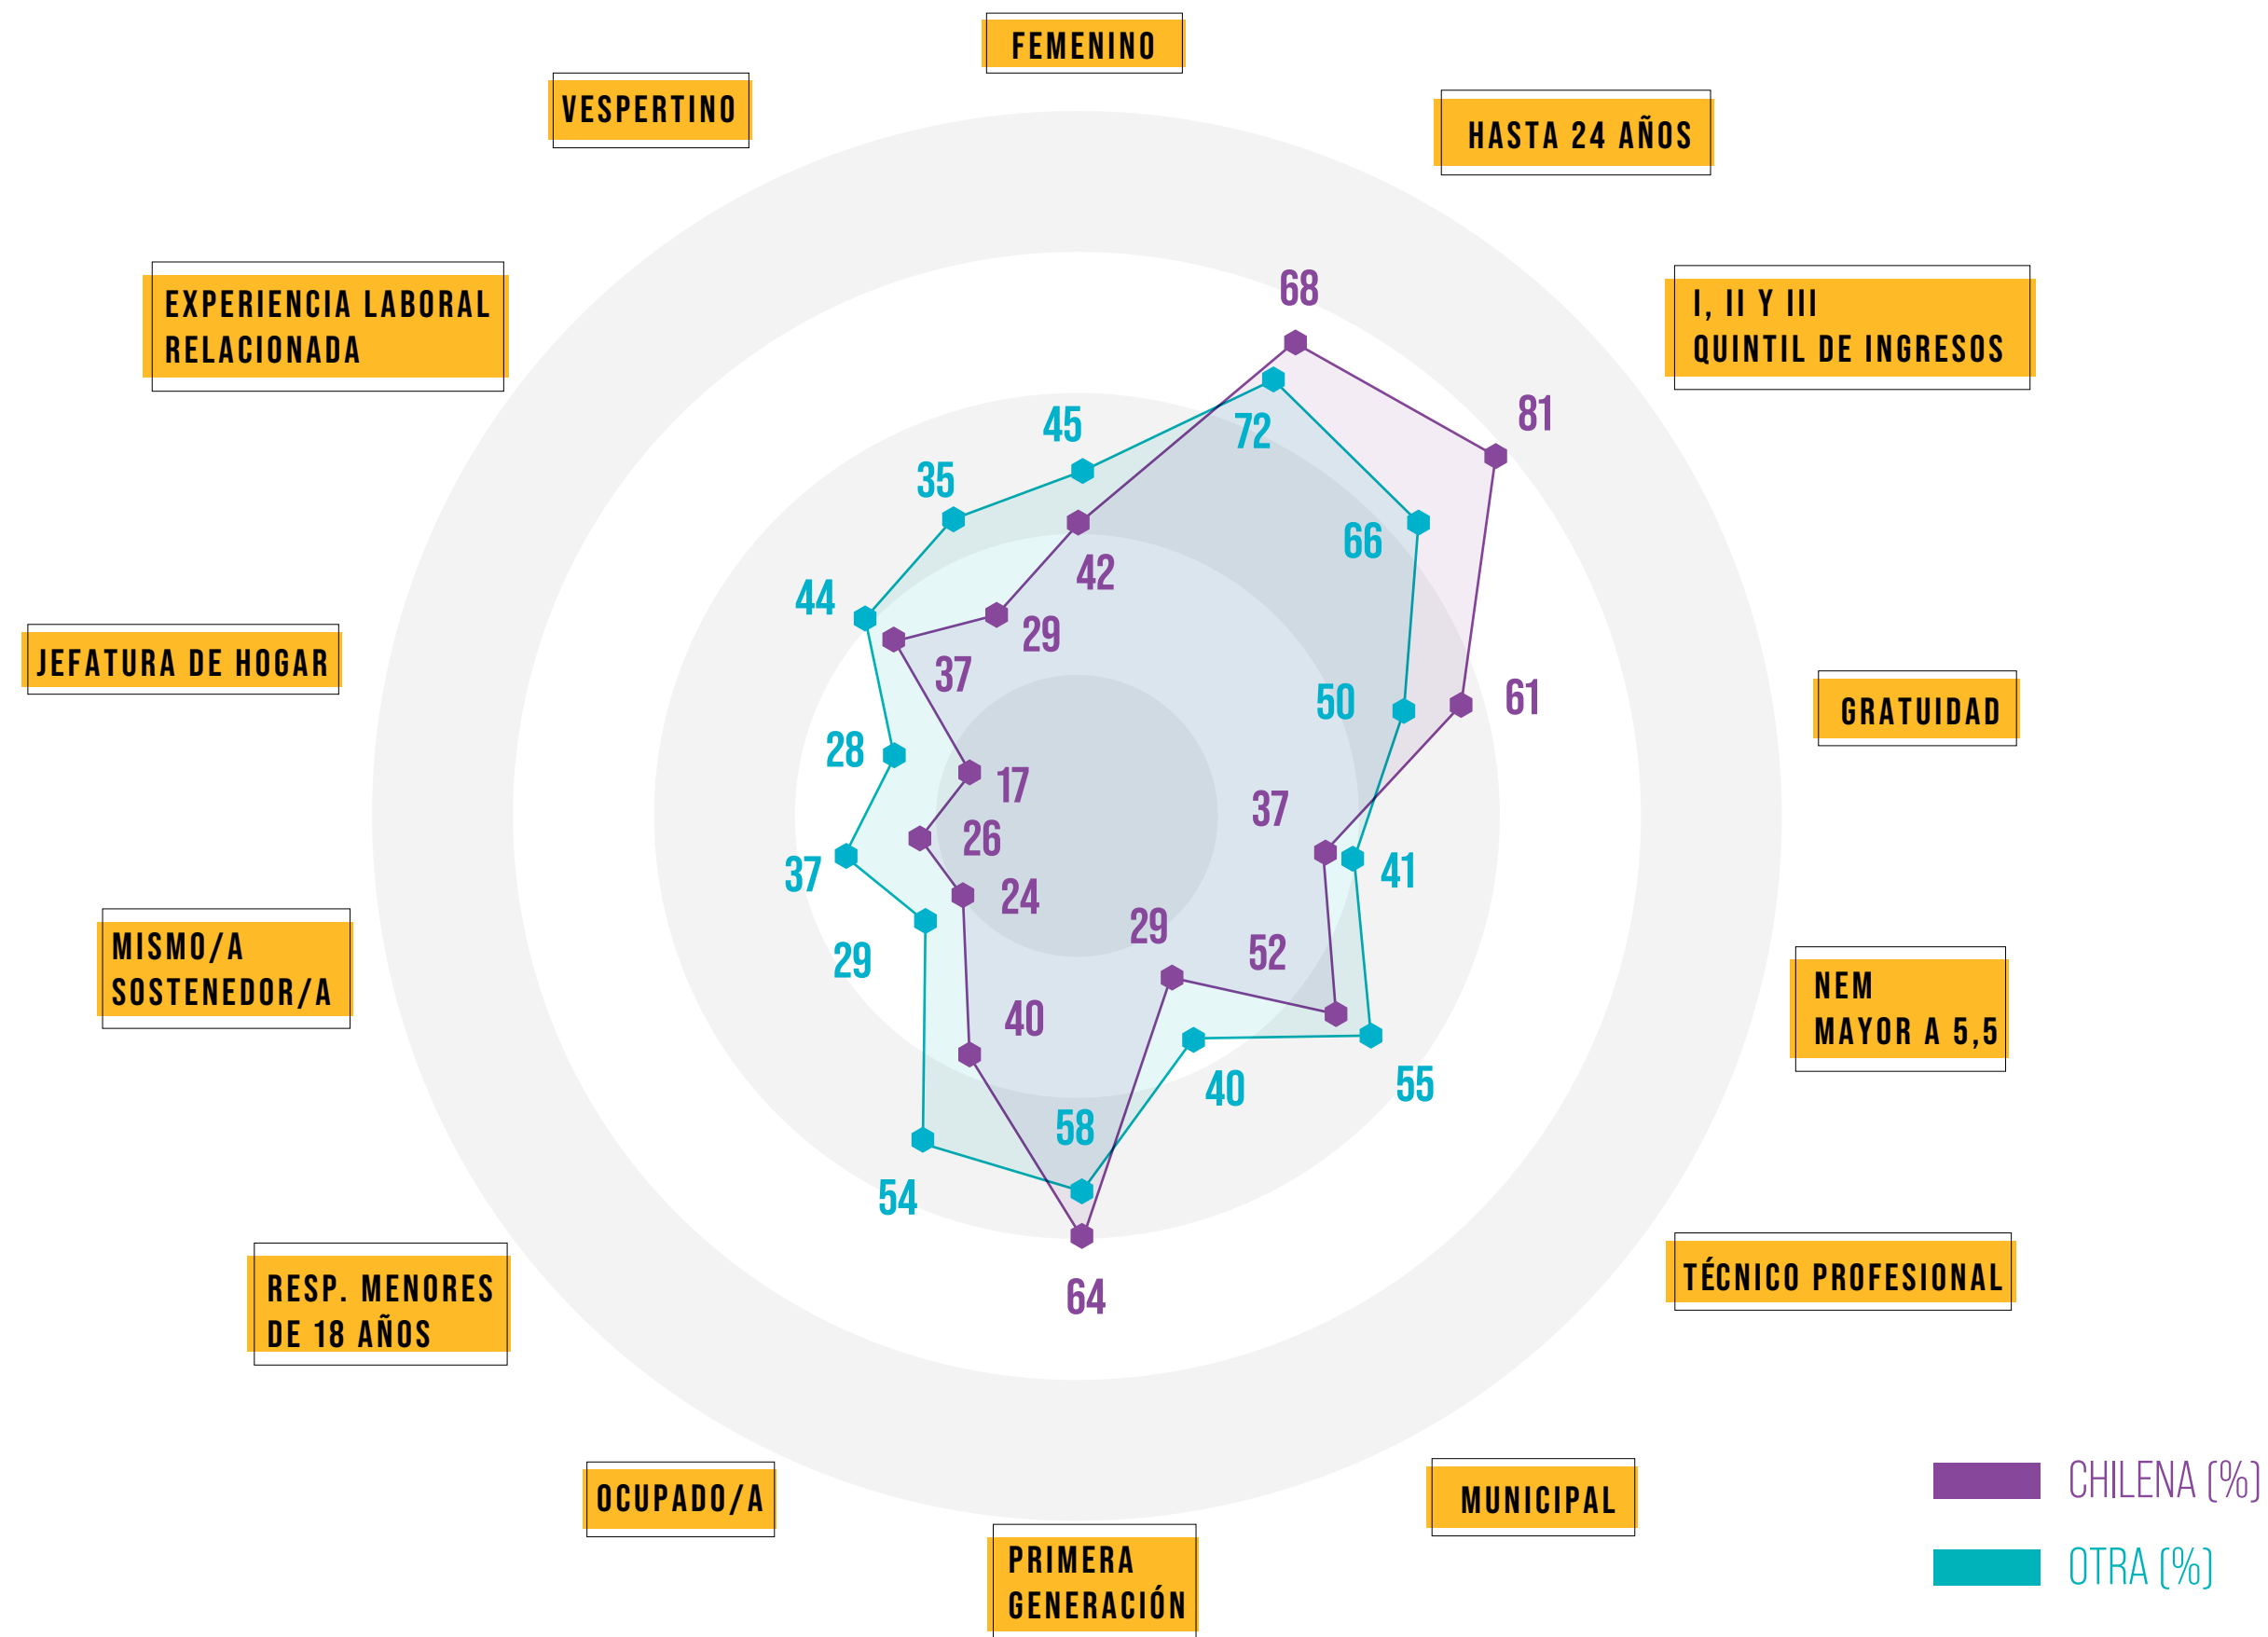 FEMENINO
VESPERTINO
HASTA 24 AÑOS
EXPERIENCIA LABORAL
RELACIONADA
I, II Y III
QUINTIL DE INGRESOS
68
81
45
72
35
66
42
44
29
37
JEFATURA DE HOGAR
61
50
GRATUIDAD
28
17
37
26
37
41
24
29
52
29
MISMO/A
SOSTENEDOR/A
NEM
MAYOR A 5,5
40
55
40
58
54
64
TÉCNICO PROFESIONAL
RESP. MENORES
DE 18 AÑOS
OCUPADO/A
MUNICIPAL
PRIMERA
GENERACIÓN
CHILENA (%)
OTRA (%)